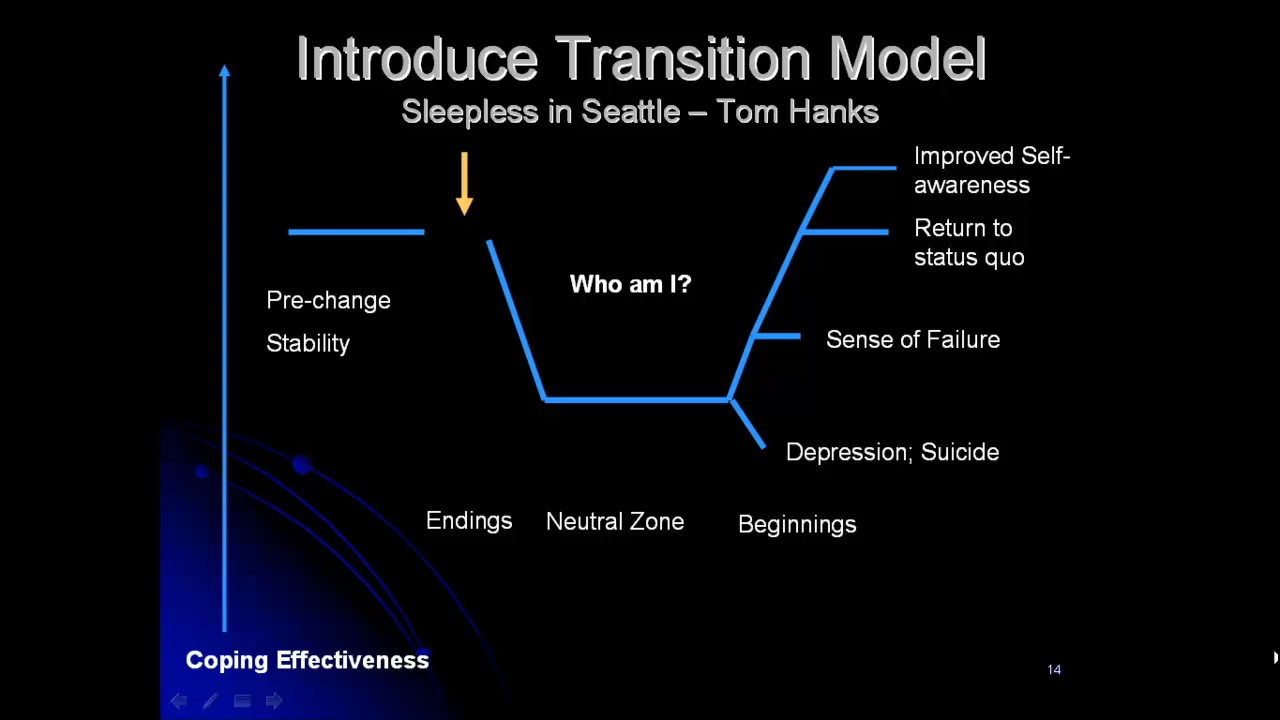 Introduce Transition Model
Sleepless in Seattle – Tom Hanks
Improved Self-
awareness
Return to
status quo
Who am I?
Pre-change
Stability
Sense of Failure
Depression; Suicide
Endings
Neutral Zone
Beginnings
Coping Effectiveness
14